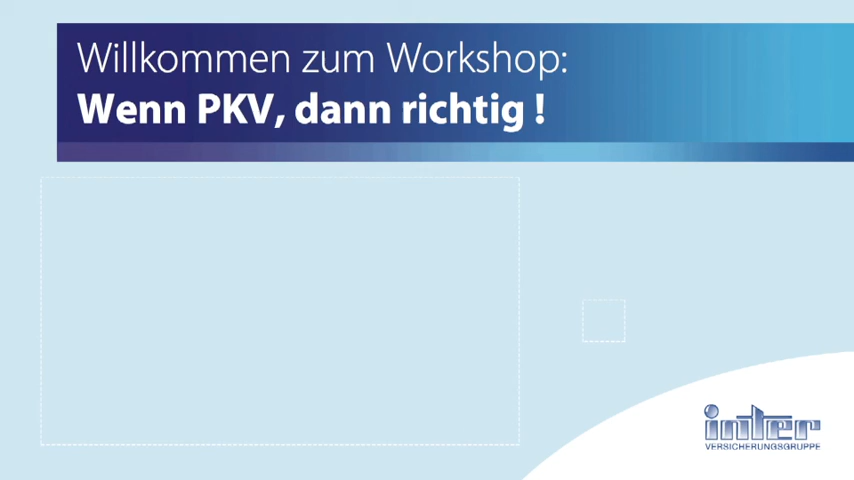 Willkommen zum Workshop:
Wenn PKV, dann richtig !
inter
VERSICHERUNGSGRUPPE